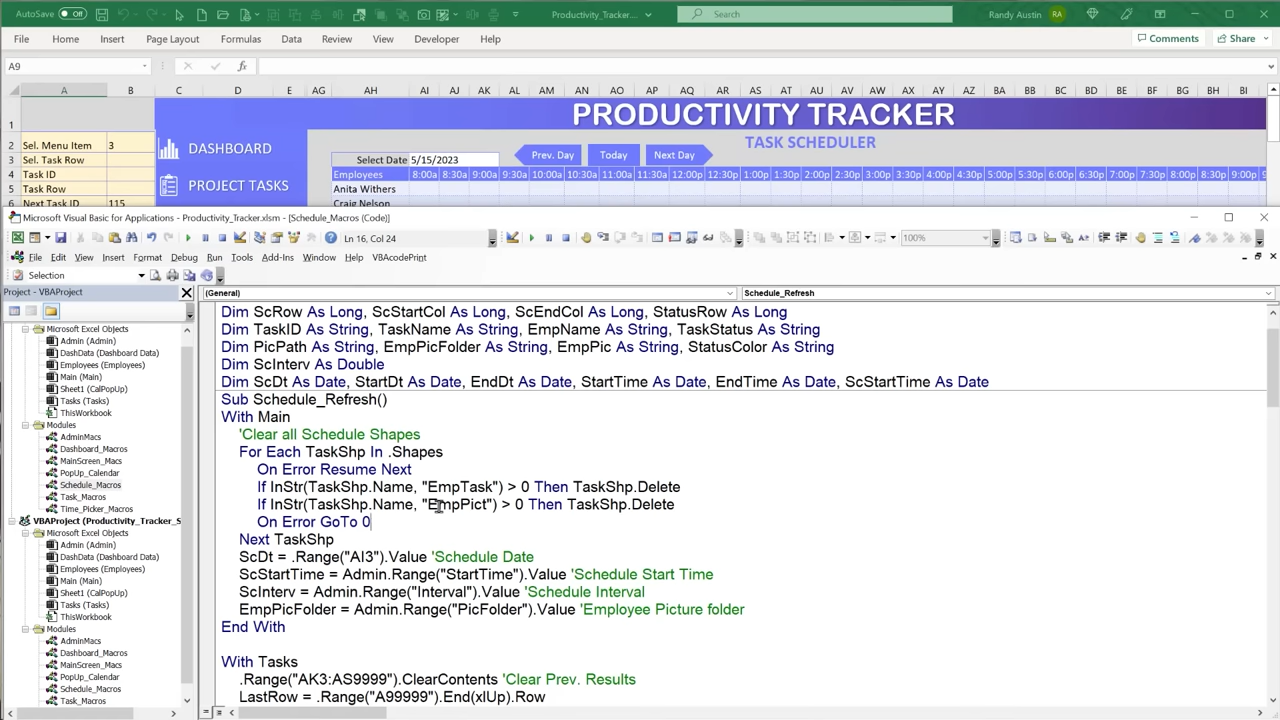 AutoSave Off
Productivity_Tracker...
Search
Randy Austin RA
File Home Insert Page Layout Formulas Data Review View Developer Help
Comments Share
A9
fx
A B C D E AG AH AI AJ AK AL AM AN AO AP AQ AR AS AT AU AV AW AX AY AZ BA BB BC BD BE BF BG BH BI
1
PRODUCTIVITY TRACKER
2 Sel. Menu Item 3
DASHBOARD
TASK SCHEDULER
3 Sel. Task Row
Select Date 5/15/2023
Prev. Day Today Next Day
4 Task ID
Employees 8:00a 8:30a 9:00a 9:30a 10:00a 10:30a 11:00a 11:30a 12:00p 12:30p 1:00p 1:30p 2:00p 2:30p 3:00p 3:30p 4:00p 4:30p 5:00p 5:30p 6:00p 6:30p 7:00p 7:30p 8:00p 8:30p 9
5 Task Row
PROJECT TASKS
Anita Withers
6 Next Task ID 115
Craig Nelson
Microsoft Visual Basic for Applications - Productivity_Tracker.xlsm - [Schedule_Macros (Code)]
Ln 16, Col 24
100%
File Edit View Insert Format Debug Run Tools Add-Ins Window Help VBAcodePrint
Selection
Project - VBAProject
Microsoft Excel Objects
Admin (Admin)
DashData (Dashboard Data)
Employees (Employees)
Main (Main)
Sheet1 (CalPopUp)
Tasks (Tasks)
ThisWorkbook
Modules
AdminMacs
Dashboard_Macros
MainScreen_Macs
PopUp_Calendar
Schedule_Macros
Task_Macros
Time_Picker_Macros
VBAProject (Productivity_Tracker_S
Microsoft Excel Objects
Admin (Admin)
DashData (Dashboard Data)
Employees (Employees)
Main (Main)
Sheet1 (CalPopUp)
Tasks (Tasks)
ThisWorkbook
Modules
AdminMacs
Dashboard_Macros
MainScreen_Macs
PopUp_Calendar
Schedule_Macros
Task_Macros
(General)
Schedule_Refresh
Dim ScRow As Long, ScStartCol As Long, ScEndCol As Long, StatusRow As Long
Dim TaskID As String, TaskName As String, EmpName As String, TaskStatus As String
Dim PicPath As String, EmpPicFolder As String, EmpPic As String, StatusColor As String
Dim ScInterv As Double
Dim ScDt As Date, StartDt As Date, EndDt As Date, StartTime As Date, EndTime As Date, ScStartTime As Date
Sub Schedule_Refresh()
With Main
'Clear all Schedule Shapes
For Each TaskShp In .Shapes
On Error Resume Next
If InStr(TaskShp.Name, "EmpTask") > 0 Then TaskShp.Delete
If InStr(TaskShp.Name, "EmpPict") > 0 Then TaskShp.Delete
On Error GoTo 0
Next TaskShp
ScDt = .Range("AI3").Value 'Schedule Date
ScStartTime = Admin.Range("StartTime").Value 'Schedule Start Time
ScInterv = Admin.Range("Interval").Value 'Schedule Interval
EmpPicFolder = Admin.Range("PicFolder").Value 'Employee Picture folder
End With
With Tasks
.Range("AK3:AS9999").ClearContents 'Clear Prev. Results
LastRow = .Range("A99999").End(xlUp).Row